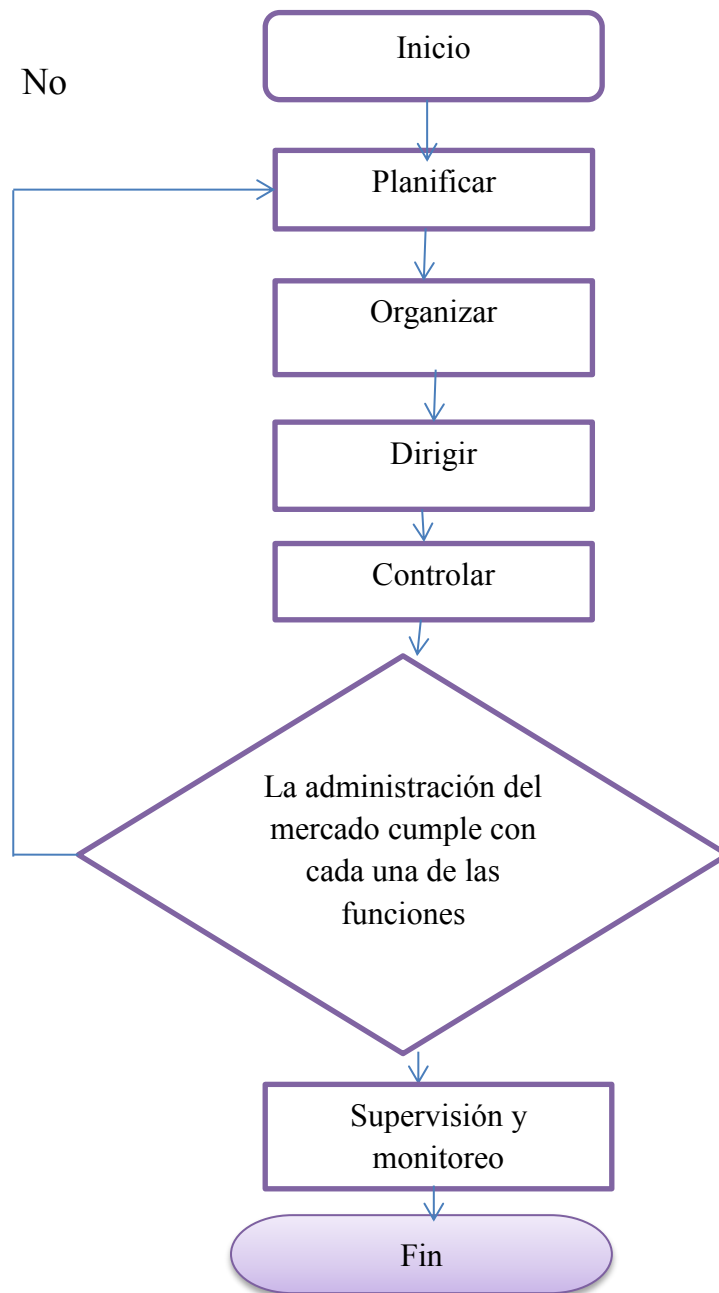 Inicio
No
Planificar
Organizar
Dirigir
Controlar
La administración del
mercado cumple con
cada una de las
funciones
Supervisión y
monitoreo
Fin